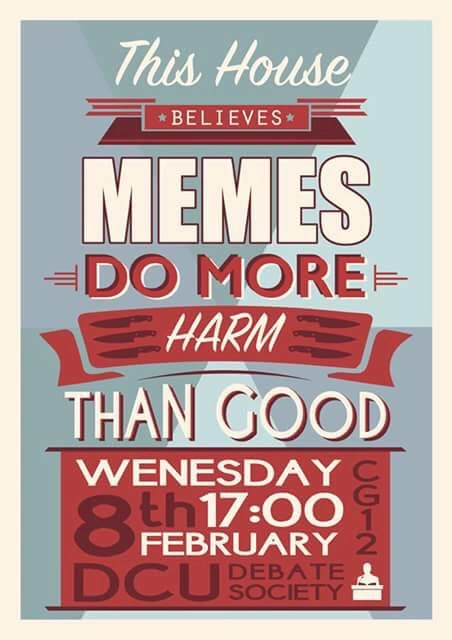 This House
BELIEVES
MEMES
DO MORE
HARM
THAN GOOD
WENESDAY
8th 17:00
FEBRUARY
CG12
DCU DEBATE
SOCIETY